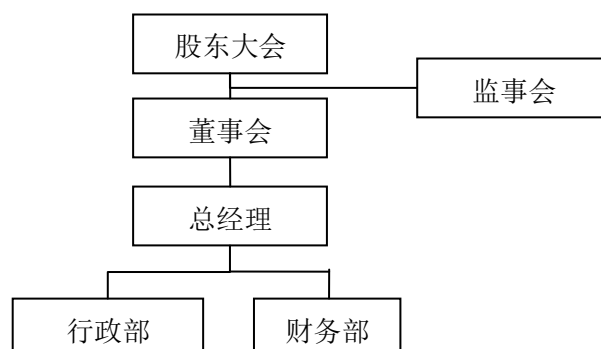 股东大会
监事会
董事会
总经理
行政部
财务部